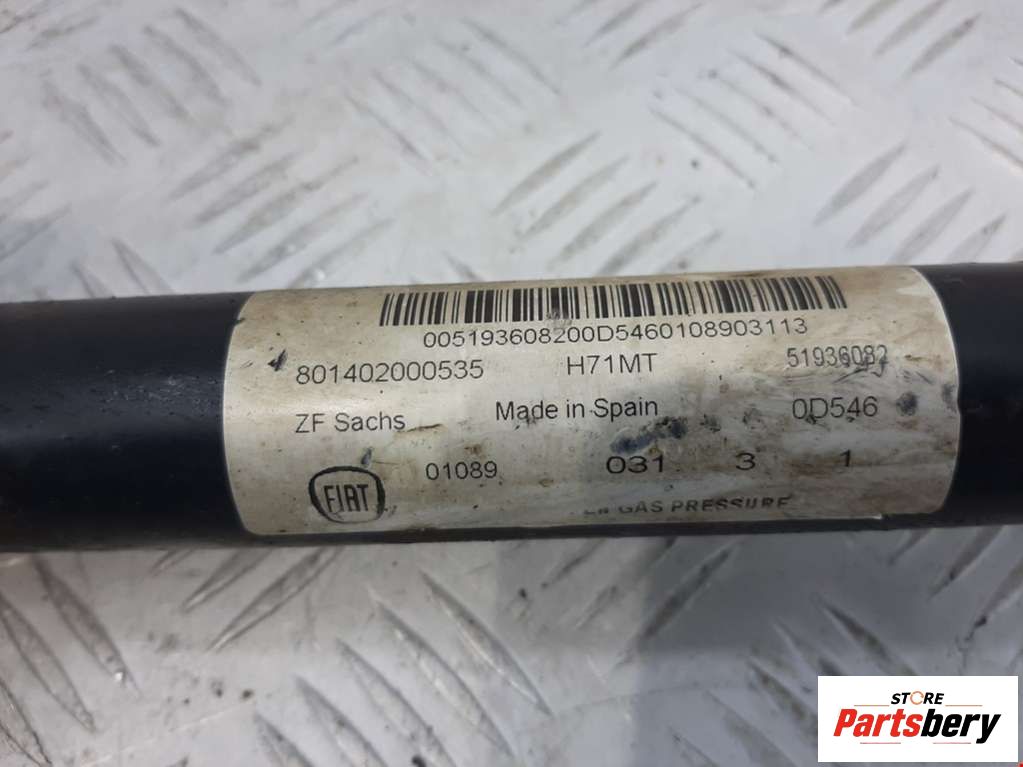 005193608200D5460108903113
801402000535 H71MT 51936082
ZF Sachs Made in Spain 0D546
FIAT 01089 031 3 1
GAS PRESSURE
STORE
Partsbery